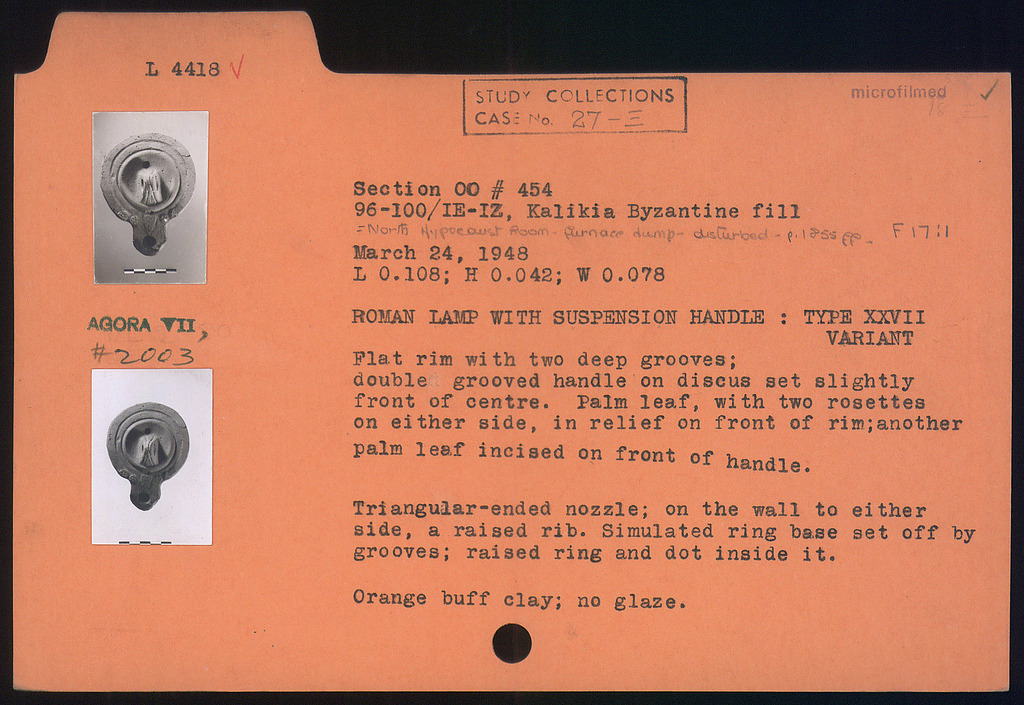 L 4418 √
STUDY COLLECTIONS
CASE No. 27-Ξ
microfilmed ✓
Section OO # 454
96-100/IE-IZ, Kalikia Byzantine fill
=North Hypocaust Room - furnace dump - disturbed - p. 1855 F 17:1
March 24, 1948
L 0.108; H 0.042; W 0.078
AGORA VII,
#2003
ROMAN LAMP WITH SUSPENSION HANDLE : TYPE XXVII
VARIANT
Flat rim with two deep grooves;
double grooved handle on discus set slightly
front of centre. Palm leaf, with two rosettes
on either side, in relief on front of rim;another
palm leaf incised on front of handle.
Triangular-ended nozzle; on the wall to either
side, a raised rib. Simulated ring base set off by
grooves; raised ring and dot inside it.
Orange buff clay; no glaze.